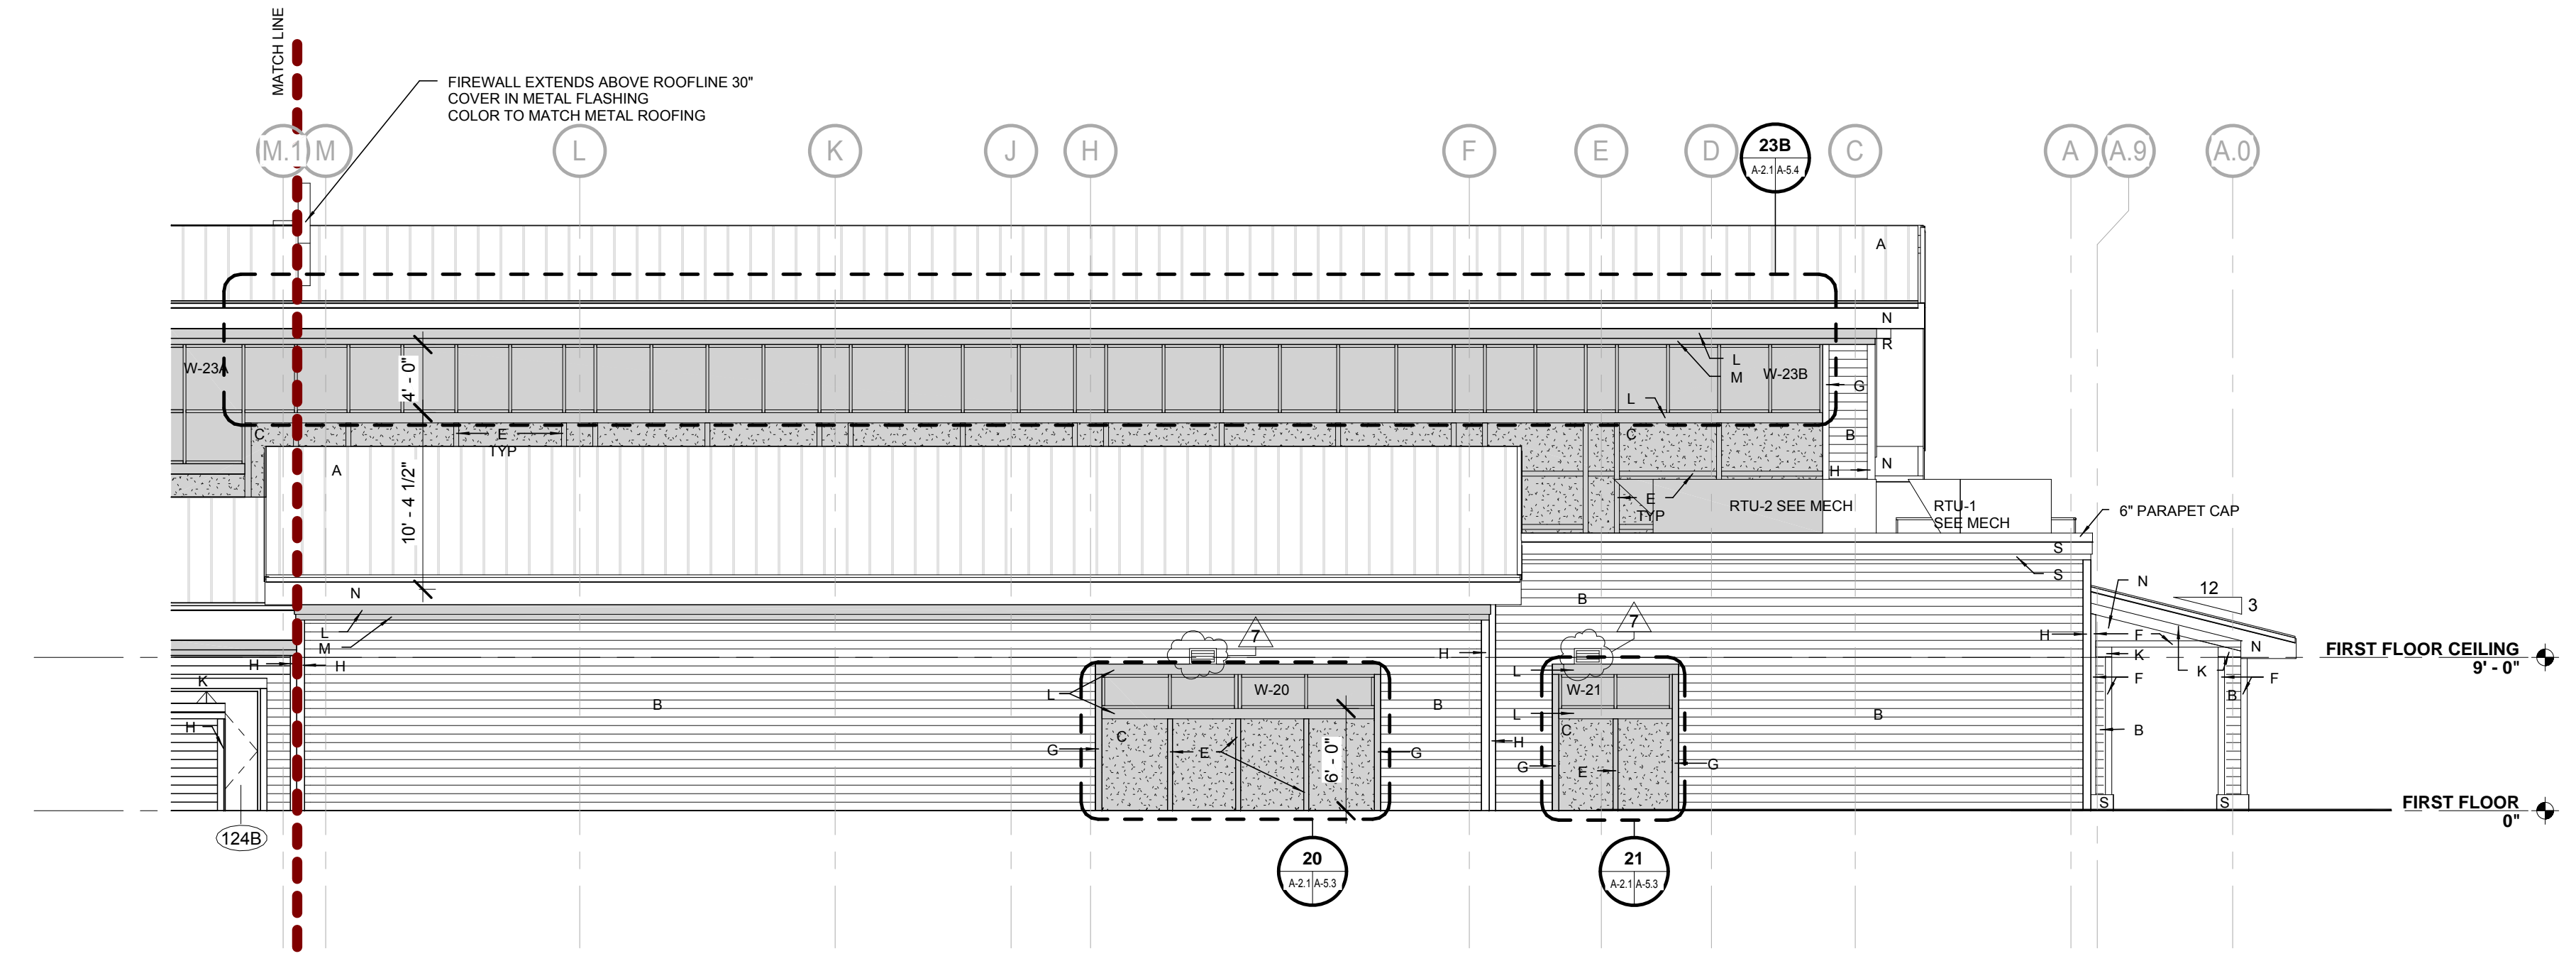 MATCH LINE
FIREWALL EXTENDS ABOVE ROOFLINE 30"
COVER IN METAL FLASHING
COLOR TO MATCH METAL ROOFING
M.1
M
L
K
J
H
F
E
D
23B
A-2.1 A-5.4
C
A
A.9
A.0
A
N
R
W-23A
4' - 0"
L
M
W-23B
G
L
C
E
TYP
C
B
A
10' - 4 1/2"
N
H
E
TYP
RTU-2 SEE MECH
RTU-1
SEE MECH
6" PARAPET CAP
S
S
N
12
3
N
B
7
7
L
M
H
H
H
H
F
N
K
K
FIRST FLOOR CEILING
9' - 0"
K
L
W-20
L
W-21
F
F
B
H
B
B
L
B
C
G
E
6' - 0"
G
H
C
G
E
G
B
S
S
FIRST FLOOR
0"
124B
20
A-2.1 A-5.3
21
A-2.1 A-5.3